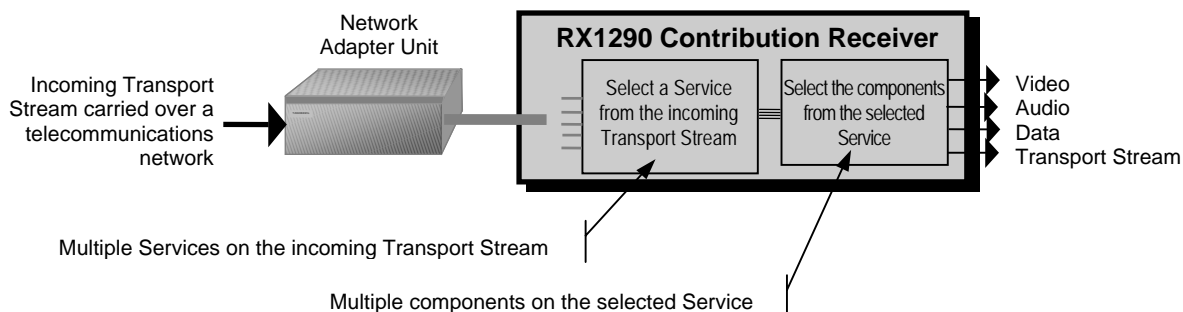 Network
Adapter Unit
RX1290 Contribution Receiver
Incoming Transport
Stream carried over a
telecommunications
network
Select a Service
from the incoming
Transport Stream
Select the components
from the selected
Service
Video
Audio
Data
Transport Stream
Multiple Services on the incoming Transport Stream
Multiple components on the selected Service